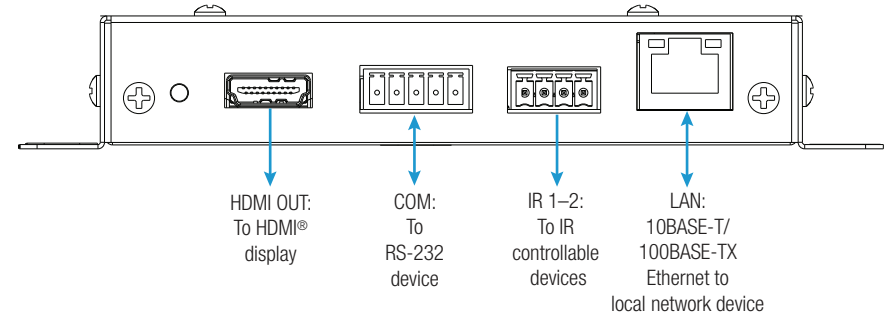 HDMI OUT:
To HDMI®
display
COM:
To
RS-232
device
IR 1–2:
To IR
controllable
devices
LAN:
10BASE-T/
100BASE-TX
Ethernet to
local network device